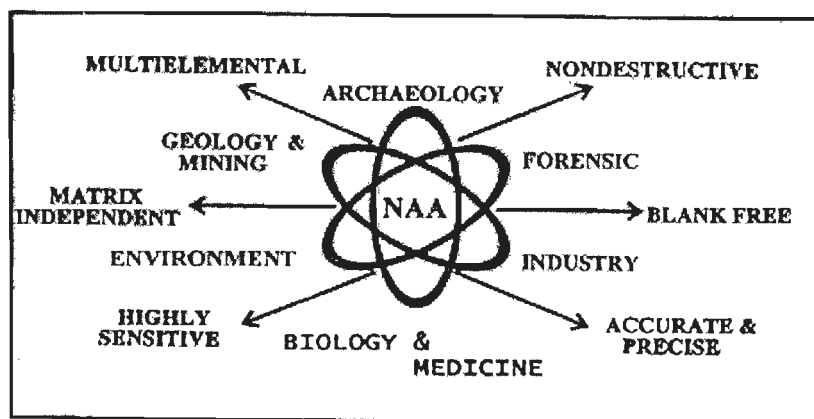 MULTIELEMENTAL
NONDESTRUCTIVE
ARCHAEOLOGY
GEOLOGY &
MINING
FORENSIC
MATRIX
INDEPENDENT
NAA
BLANK FREE
ENVIRONMENT
INDUSTRY
HIGHLY
SENSITIVE
BIOLOGY &
MEDICINE
ACCURATE &
PRECISE